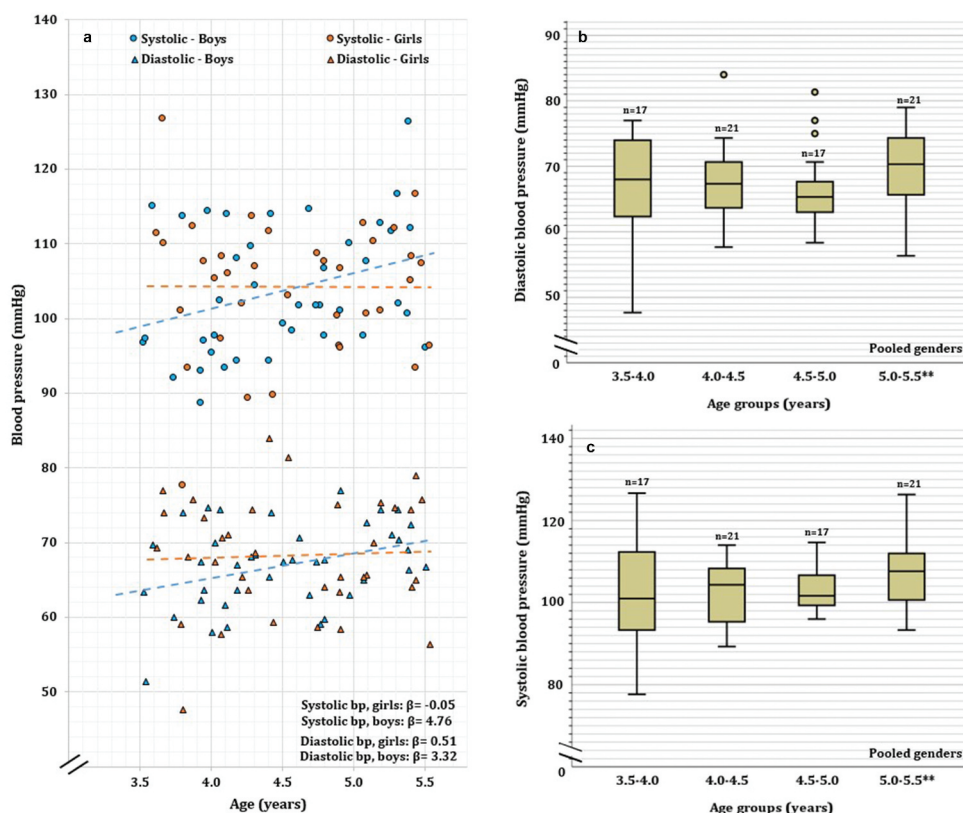 a
Systolic - Boys
Systolic - Girls
Diastolic - Boys
Diastolic - Girls
Blood pressure (mmHg)
140
130
120
110
100
90
80
70
60
50
Systolic bp, girls: β= -0.05
Systolic bp, boys: β= 4.76
Diastolic bp, girls: β= 0.51
Diastolic bp, boys: β= 3.32
3.5
4.0
4.5
5.0
5.5
Age (years)
b
Diastolic blood pressure (mmHg)
90
80
70
60
50
0
n=17
n=21
n=17
n=21
Pooled genders
3.5-4.0
4.0-4.5
4.5-5.0
5.0-5.5**
Age groups (years)
c
Systolic blood pressure (mmHg)
140
120
100
80
0
n=17
n=21
n=17
n=21
Pooled genders
3.5-4.0
4.0-4.5
4.5-5.0
5.0-5.5**
Age groups (years)